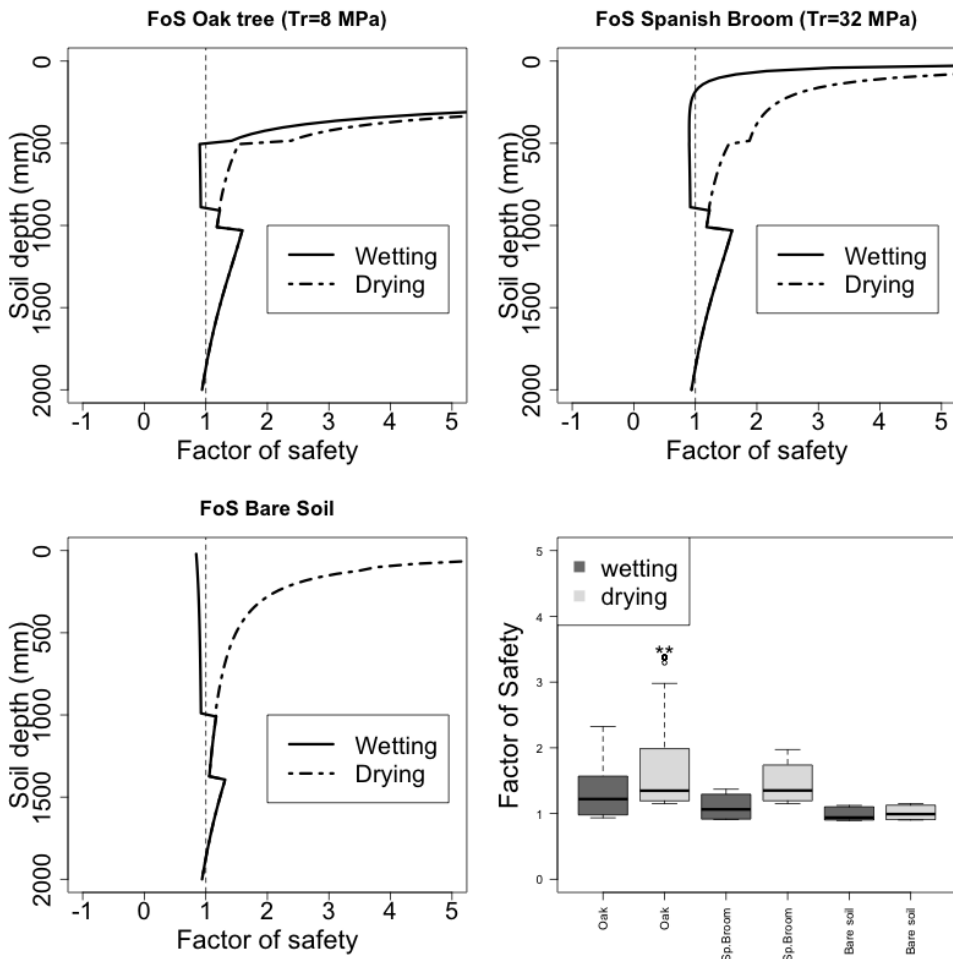 FoS Oak tree (Tr=8 MPa)
Soil depth (mm)
0
500
1000
1500
2000
Wetting
Drying
-1 0 1 2 3 4 5
Factor of safety
FoS Spanish Broom (Tr=32 MPa)
Soil depth (mm)
0
500
1000
1500
2000
Wetting
Drying
-1 0 1 2 3 4 5
Factor of safety
FoS Bare Soil
Soil depth (mm)
0
500
1000
1500
2000
Wetting
Drying
-1 0 1 2 3 4 5
Factor of safety
Factor of Safety
5
4
3
2
1
0
wetting
drying
**
Oak
Oak
Sp.Broom
Sp.Broom
Bare soil
Bare soil